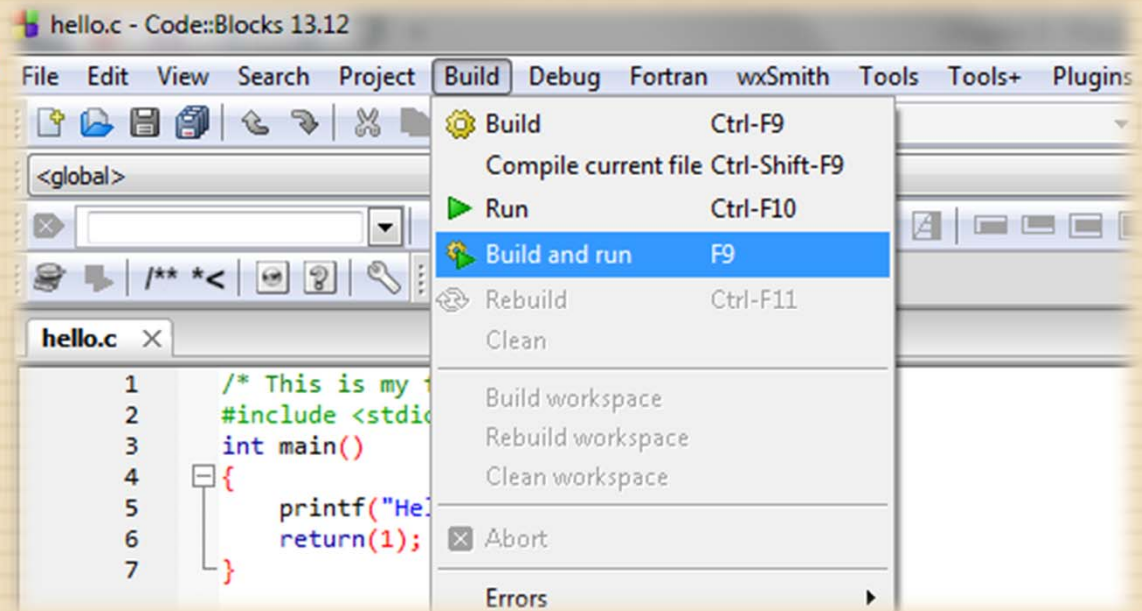 hello.c - Code::Blocks 13.12
File Edit View Search Project Build Debug Fortran wxSmith Tools Tools+ Plugins
Build Ctrl-F9
Compile current file Ctrl-Shift-F9
<global>
Run Ctrl-F10
Build and run F9
/** *<
Rebuild Ctrl-F11
hello.c
Clean
1 /* This is my
2 #include <stdio
Build workspace
3 int main()
Rebuild workspace
4 {
Clean workspace
5 printf("Hel
6 return(1);
Abort
7 }
Errors